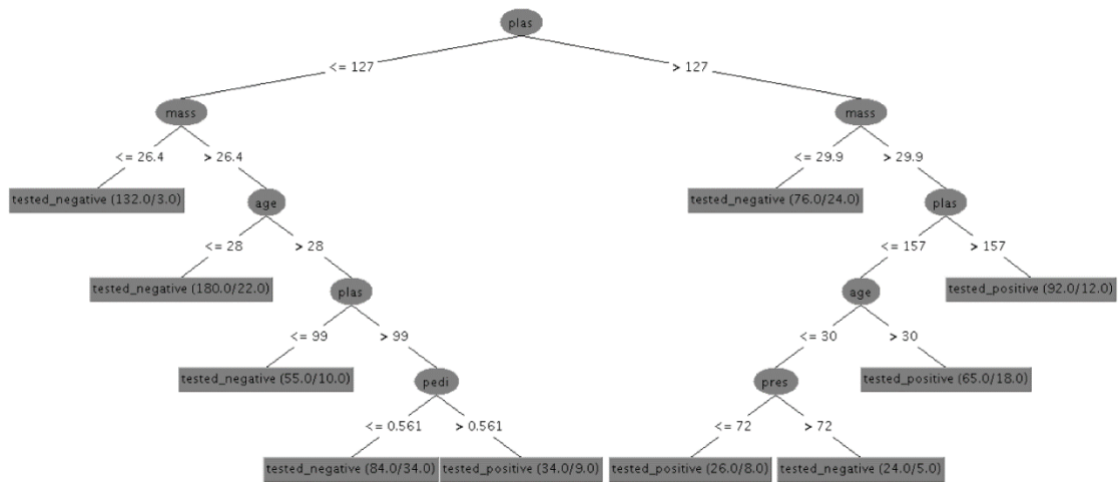 plas
<= 127 > 127
mass mass
<= 26.4 > 26.4 <= 29.9 > 29.9
tested_negative (132.0/3.0) age tested_negative (76.0/24.0) plas
<= 28 > 28 <= 157 > 157
tested_negative (180.0/22.0) plas age tested_positive (92.0/12.0)
<= 99 > 99 <= 30 > 30
tested_negative (55.0/10.0) pedi pres tested_positive (65.0/18.0)
<= 0.561 > 0.561 <= 72 > 72
tested_negative (84.0/34.0) tested_positive (34.0/9.0) tested_positive (26.0/8.0) tested_negative (24.0/5.0)